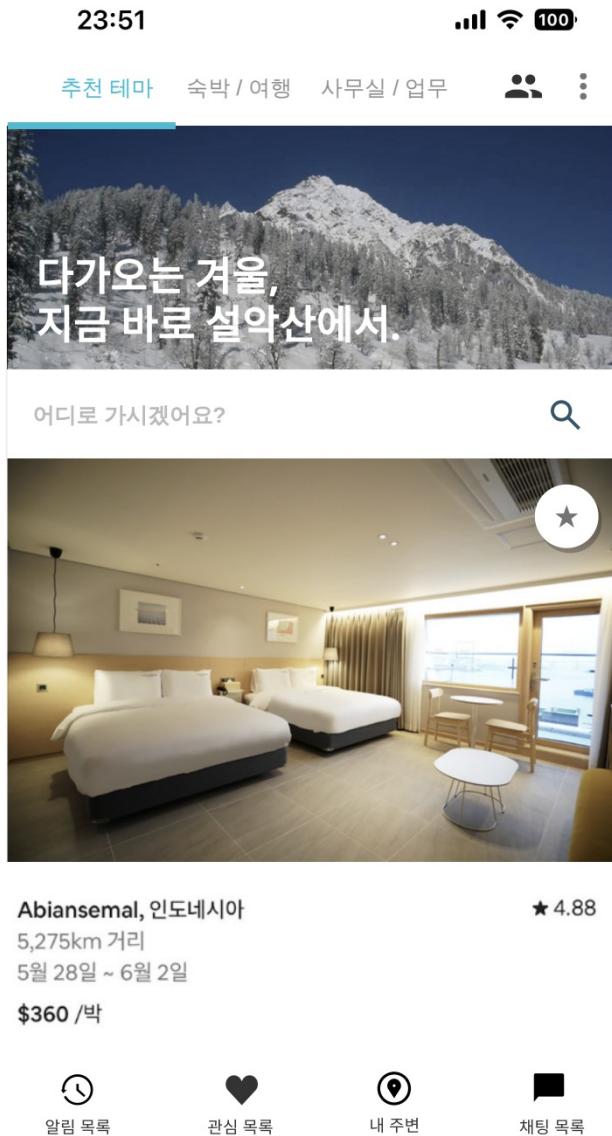 23:51
100
추천 테마 숙박 / 여행 사무실 / 업무
다가오는 겨울,
지금 바로 설악산에서.
어디로 가시겠어요?
Abiansemal, 인도네시아 ★ 4.88
5,275km 거리
5월 28일 ~ 6월 2일
$360 /박
알림 목록 관심 목록 내 주변 채팅 목록